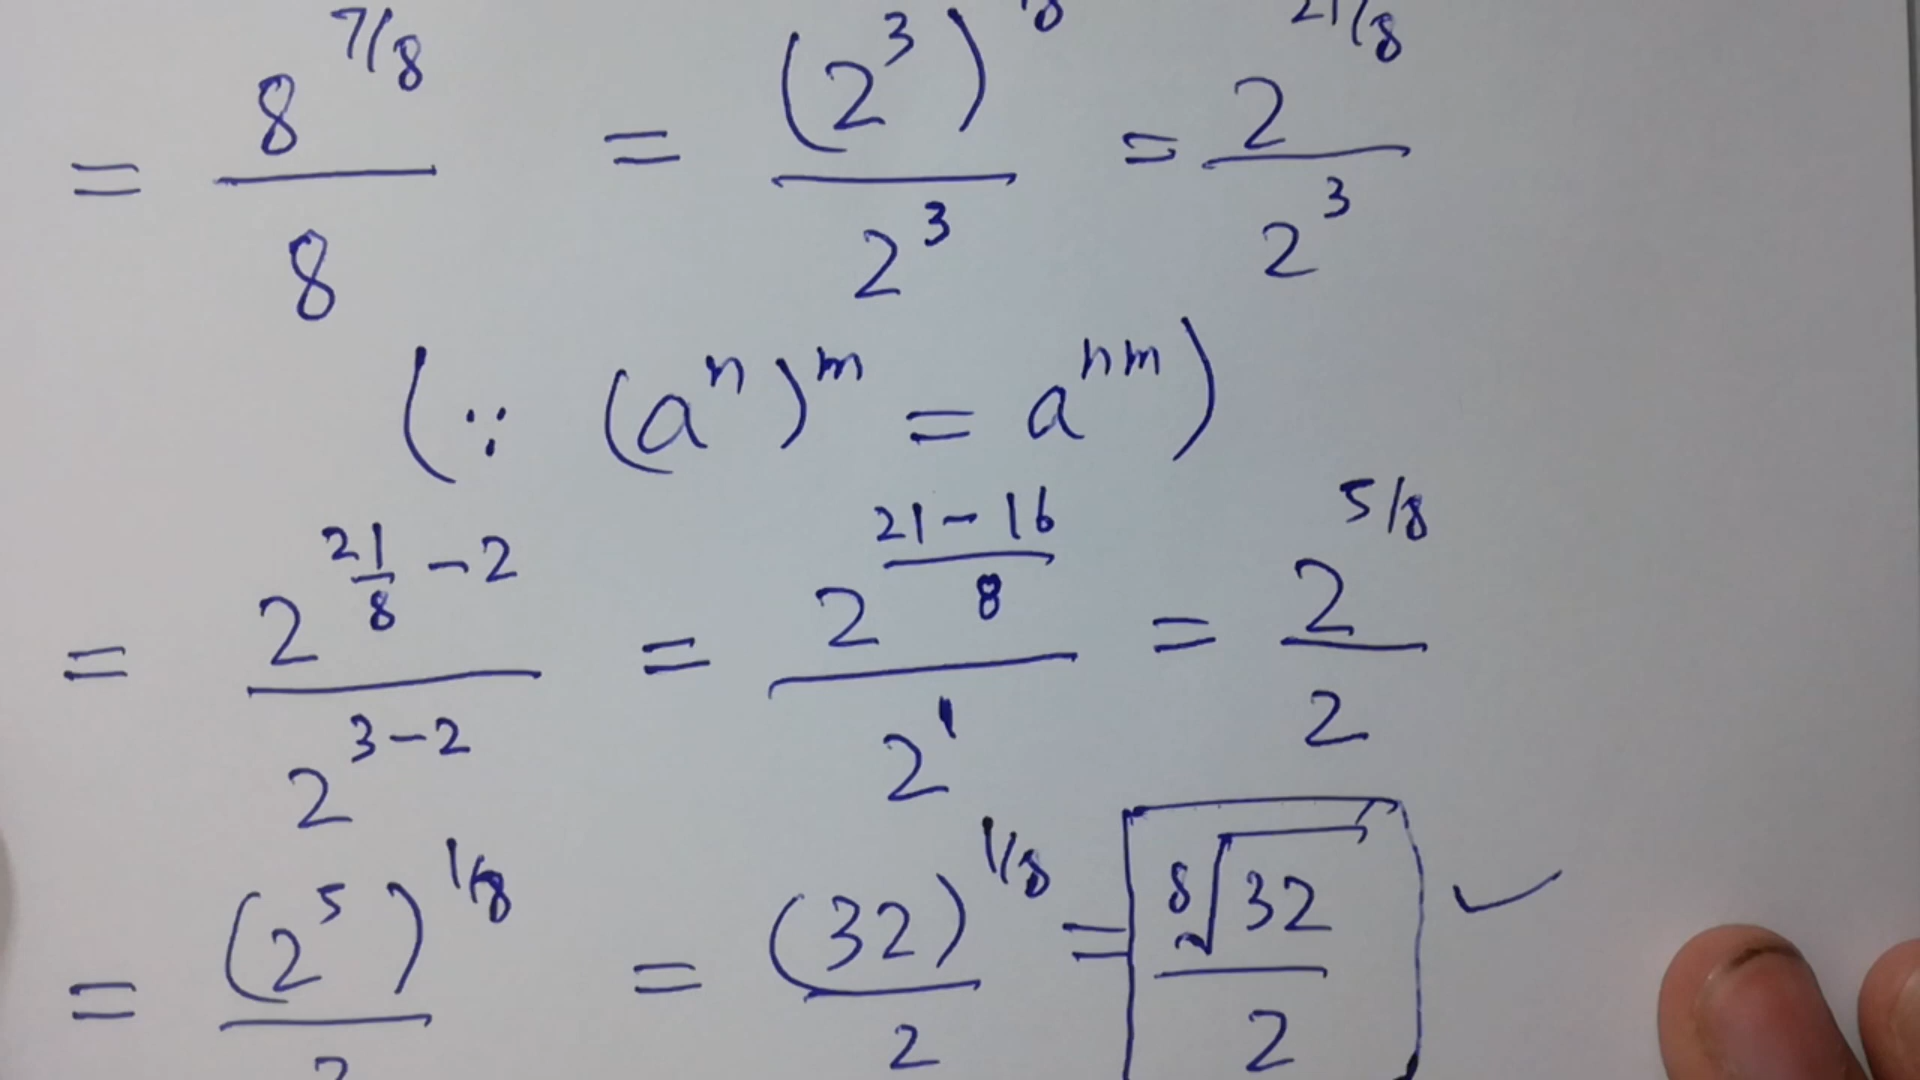 = 8^(7/8) / 8 = (2^3)^(/8) / 2^3 = 2^(21/8) / 2^3
(∵ (a^n)^m = a^(nm))
= 2^(21/8 - 2) / 2^(3-2) = 2^((21-16)/8) / 2^1 = 2^(5/8) / 2
= (2^5)^(1/8) / 2 = (32)^(1/8) / 2 = ⁸√32 / 2 ✓